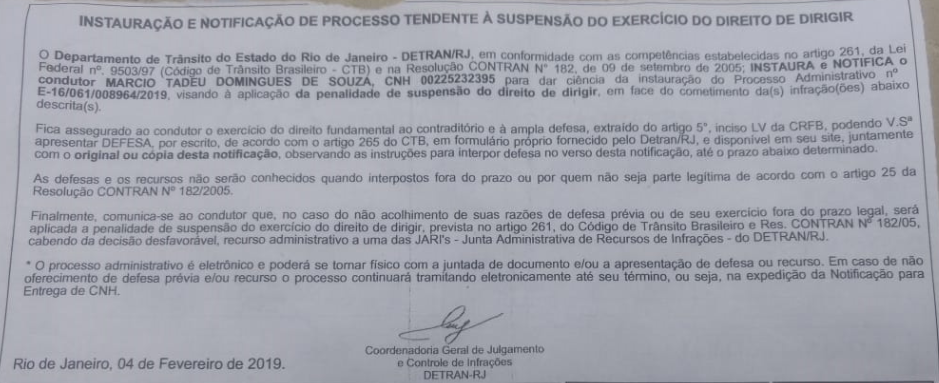 INSTAURAÇÃO E NOTIFICAÇÃO DE PROCESSO TENDENTE À SUSPENSÃO DO EXERCÍCIO DO DIREITO DE DIRIGIR
O Departamento de Trânsito do Estado do Rio de Janeiro - DETRAN/RJ, em conformidade com as competências estabelecidas no artigo 261, da Lei
Federal nº. 9503/97 (Código de Trânsito Brasileiro - CTB) e na Resolução CONTRAN Nº 182, de 09 de setembro de 2005; INSTAURA e NOTIFICA o
condutor MARCIO TADEU DOMINGUES DE SOUZA, CNH 00225232395 para dar ciência da instauração do Processo Administrativo nº
E-16/061/008964/2019, visando à aplicação da penalidade de suspensão do direito de dirigir, em face do cometimento da(s) infração(ões) abaixo
descrita(s).
Fica assegurado ao condutor o exercício do direito fundamental ao contraditório e à ampla defesa, extraído do artigo 5°, inciso LV da CRFB, podendo V.Sª
apresentar DEFESA, por escrito, de acordo com o artigo 265 do CTB, em formulário próprio fornecido pelo Detran/RJ, e disponível em seu site, juntamente
com o original ou cópia desta notificação, observando as instruções para interpor defesa no verso desta notificação, até o prazo abaixo determinado.
As defesas e os recursos não serão conhecidos quando interpostos fora do prazo ou por quem não seja parte legítima de acordo com o artigo 25 da
Resolução CONTRAN Nº 182/2005.
Finalmente, comunica-se ao condutor que, no caso do não acolhimento de suas razões de defesa prévia ou de seu exercício fora do prazo legal, será
aplicada a penalidade de suspensão do exercício do direito de dirigir, prevista no artigo 261, do Código de Trânsito Brasileiro e Res. CONTRAN Nº 182/05,
cabendo da decisão desfavorável, recurso administrativo a uma das JARI's - Junta Administrativa de Recursos de Infrações - do DETRAN/RJ.
* O processo administrativo é eletrônico e poderá se tornar físico com a juntada de documento e/ou a apresentação de defesa ou recurso. Em caso de não
oferecimento de defesa prévia e/ou recurso o processo continuará tramitando eletronicamente até seu término, ou seja, na expedição da Notificação para
Entrega de CNH.
Coordenadoria Geral de Julgamento
e Controle de Infrações
DETRAN-RJ
Rio de Janeiro, 04 de Fevereiro de 2019.